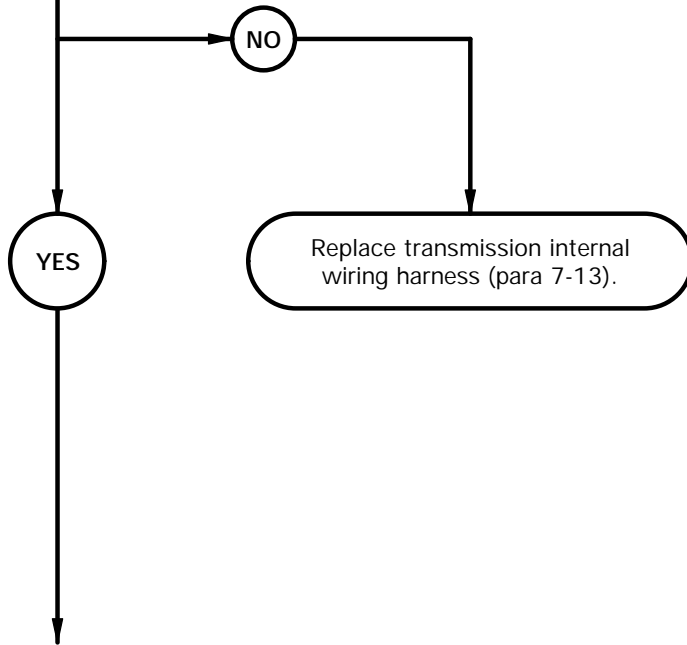 NO
YES
Replace transmission internal
wiring harness (para 7-13).